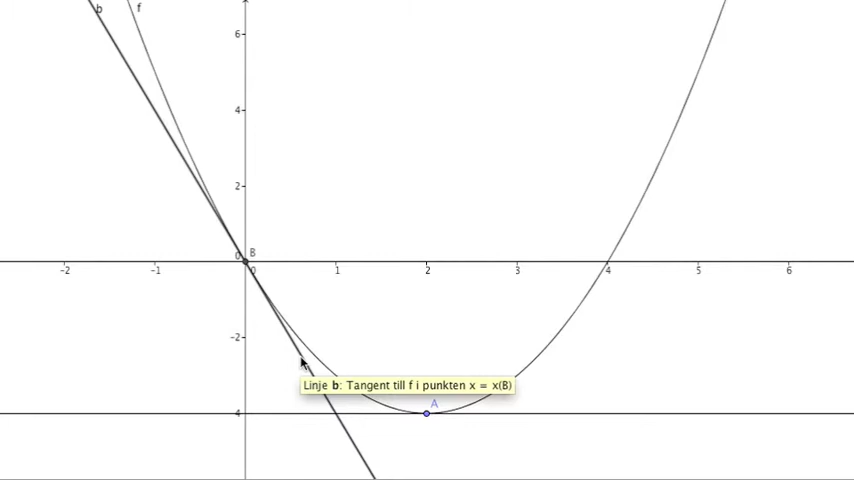 b f
6
4
2
0 B
-2 -1 0 1 2 3 4 5 6
-2
Linje b: Tangent till f i punkten x = x(B)
A
4